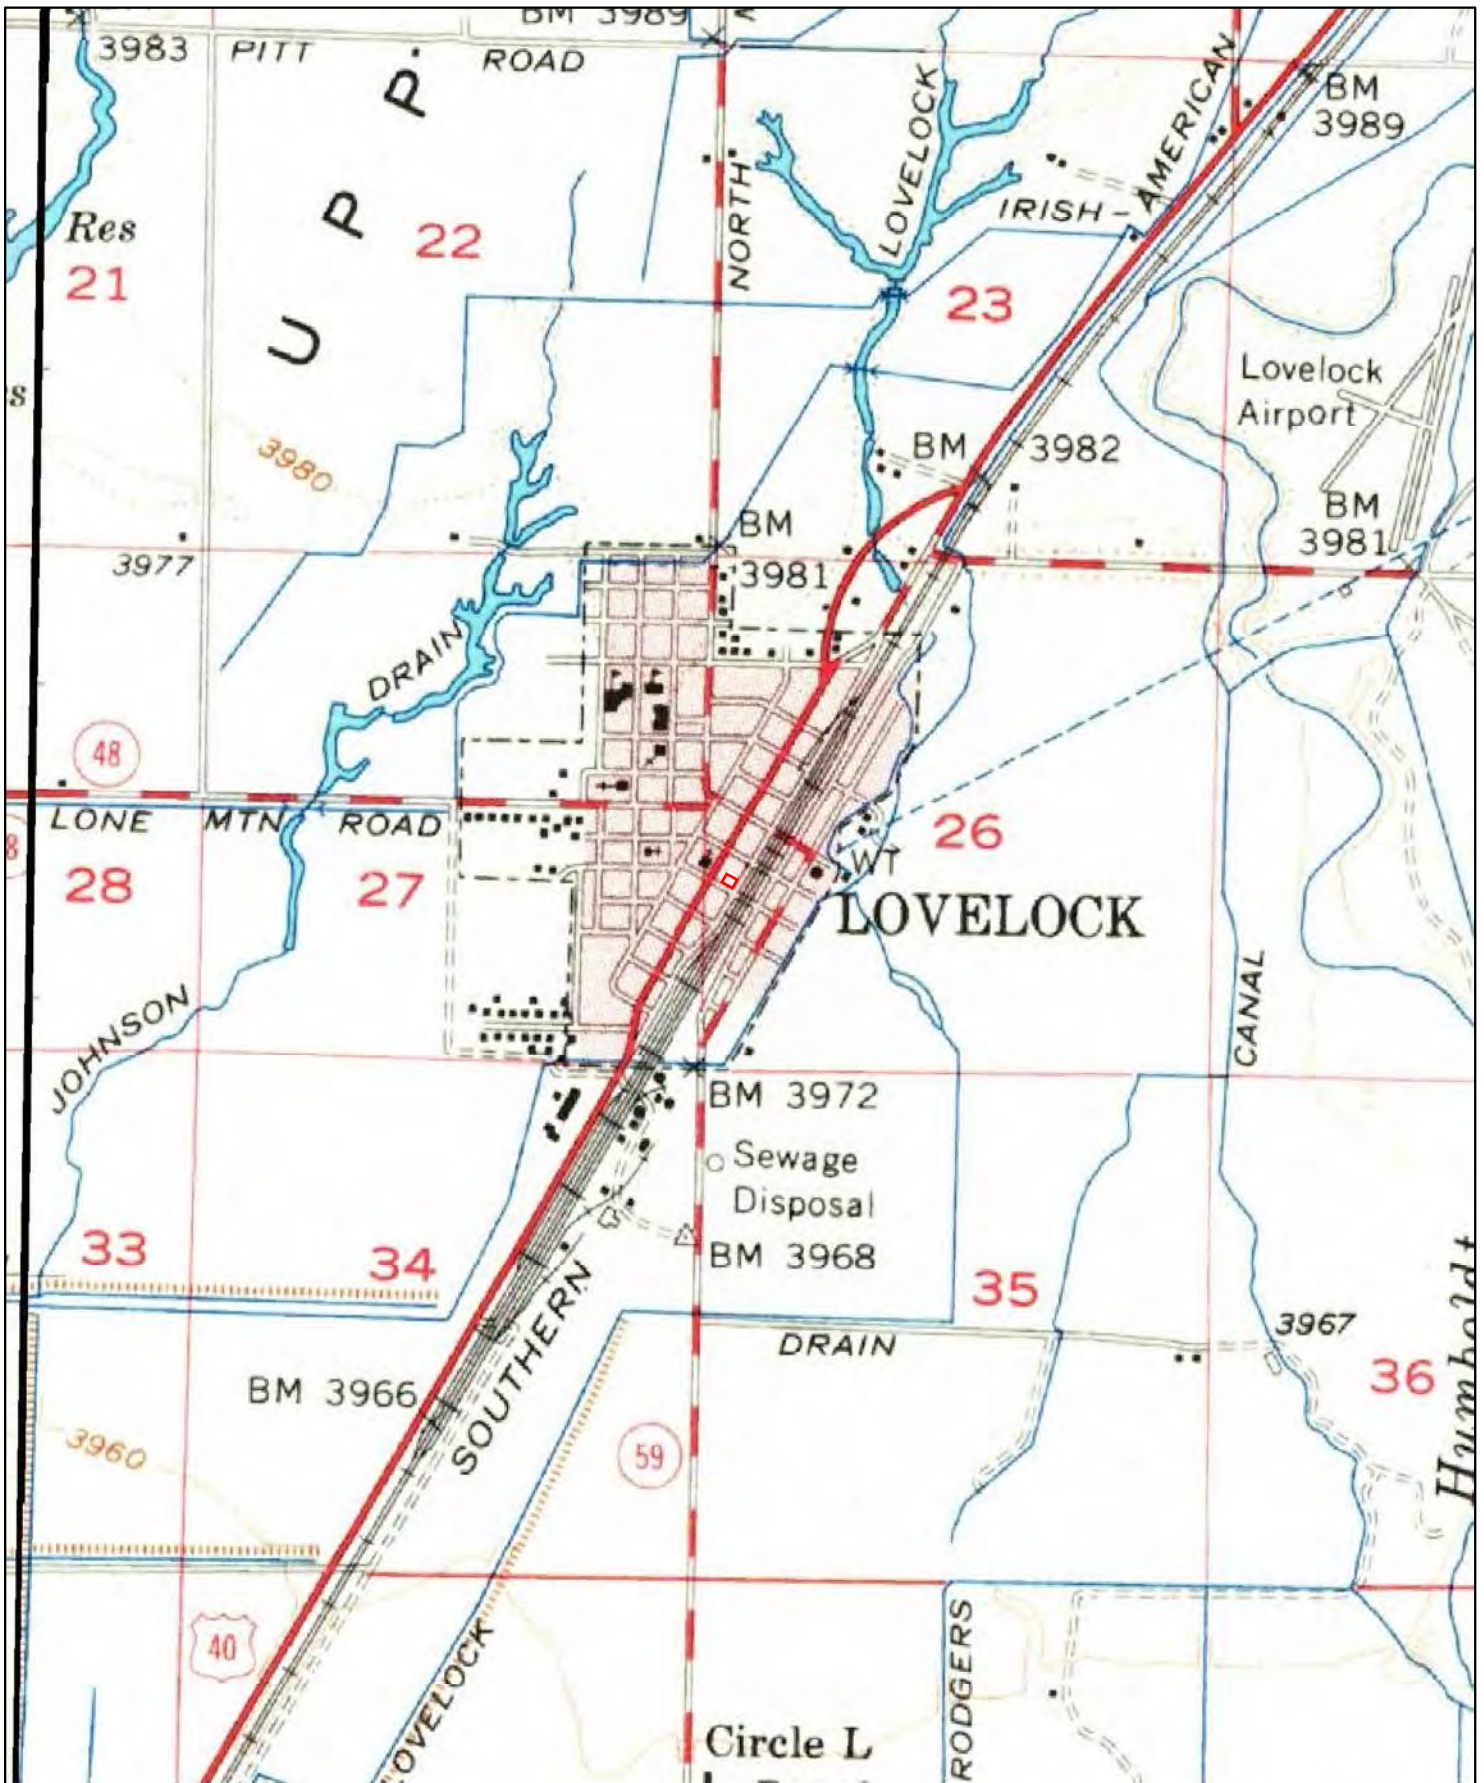 BM 3989
3983
PITT ROAD
U P P.
LOVELOCK
IRISH-AMERICAN
BM
3989
NORTH
Res
21
22
23
Lovelock
Airport
3980
BM
3982
BM
3981
BM
3981
3977
DRAIN
48
LONE MTN ROAD
28
27
26
WT
LOVELOCK
JOHNSON
CANAL
BM 3972
Sewage
Disposal
BM 3968
33
34
35
3967
36
DRAIN
SOUTHERN
BM 3966
3960
59
Humboldt
40
LOVELOCK
RODGERS
Circle L